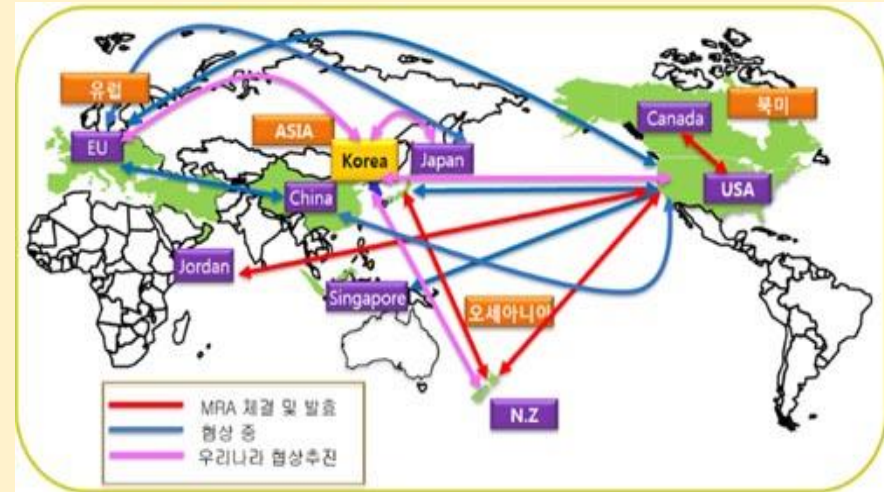 유럽
EU
ASIA
Korea
Japan
China
Jordan
Singapore
오세아니아
N.Z
Canada
북미
USA
MRA 체결 및 발효
협상 중
우리나라 협상추진